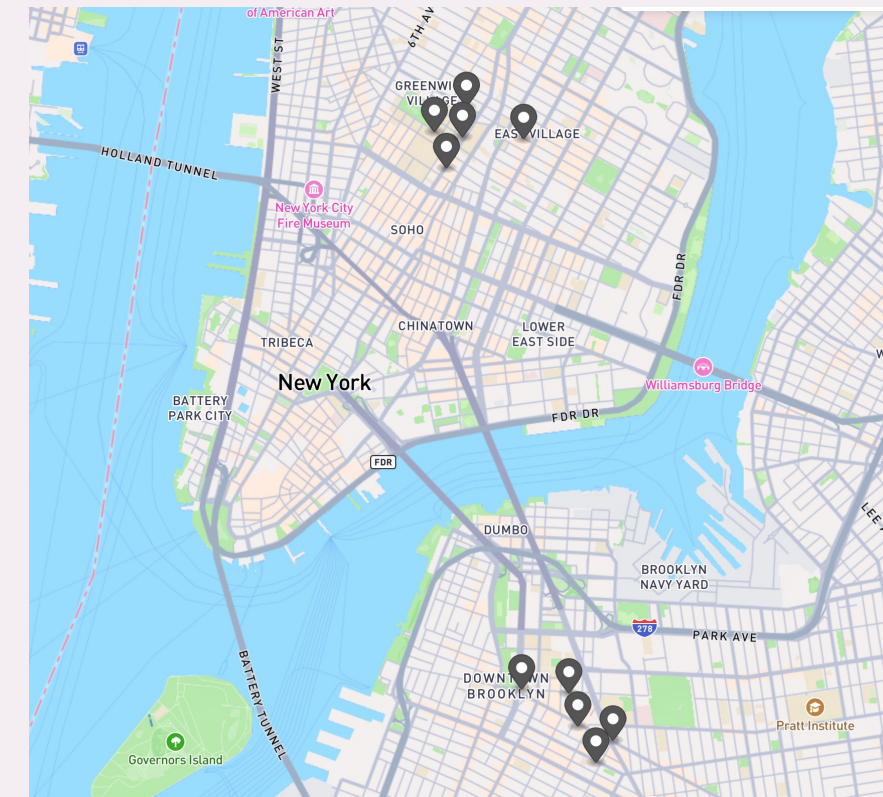 of American Art
6TH AV
WEST ST
GREENWI
VILLAGE
EAST VILLAGE
HOLLAND TUNNEL
New York City
Fire Museum
SOHO
FDR DR
CHINATOWN
LOWER
EAST SIDE
TRIBECA
W
New York
Williamsburg Bridge
BATTERY
PARK CITY
FDR DR
FDR
LEE
DUMBO
BROOKLYN
NAVY YARD
278
PARK AVE
BATTERY TUNNEL
DOWNTOWN
BROOKLYN
Pratt Institute
Governors Island